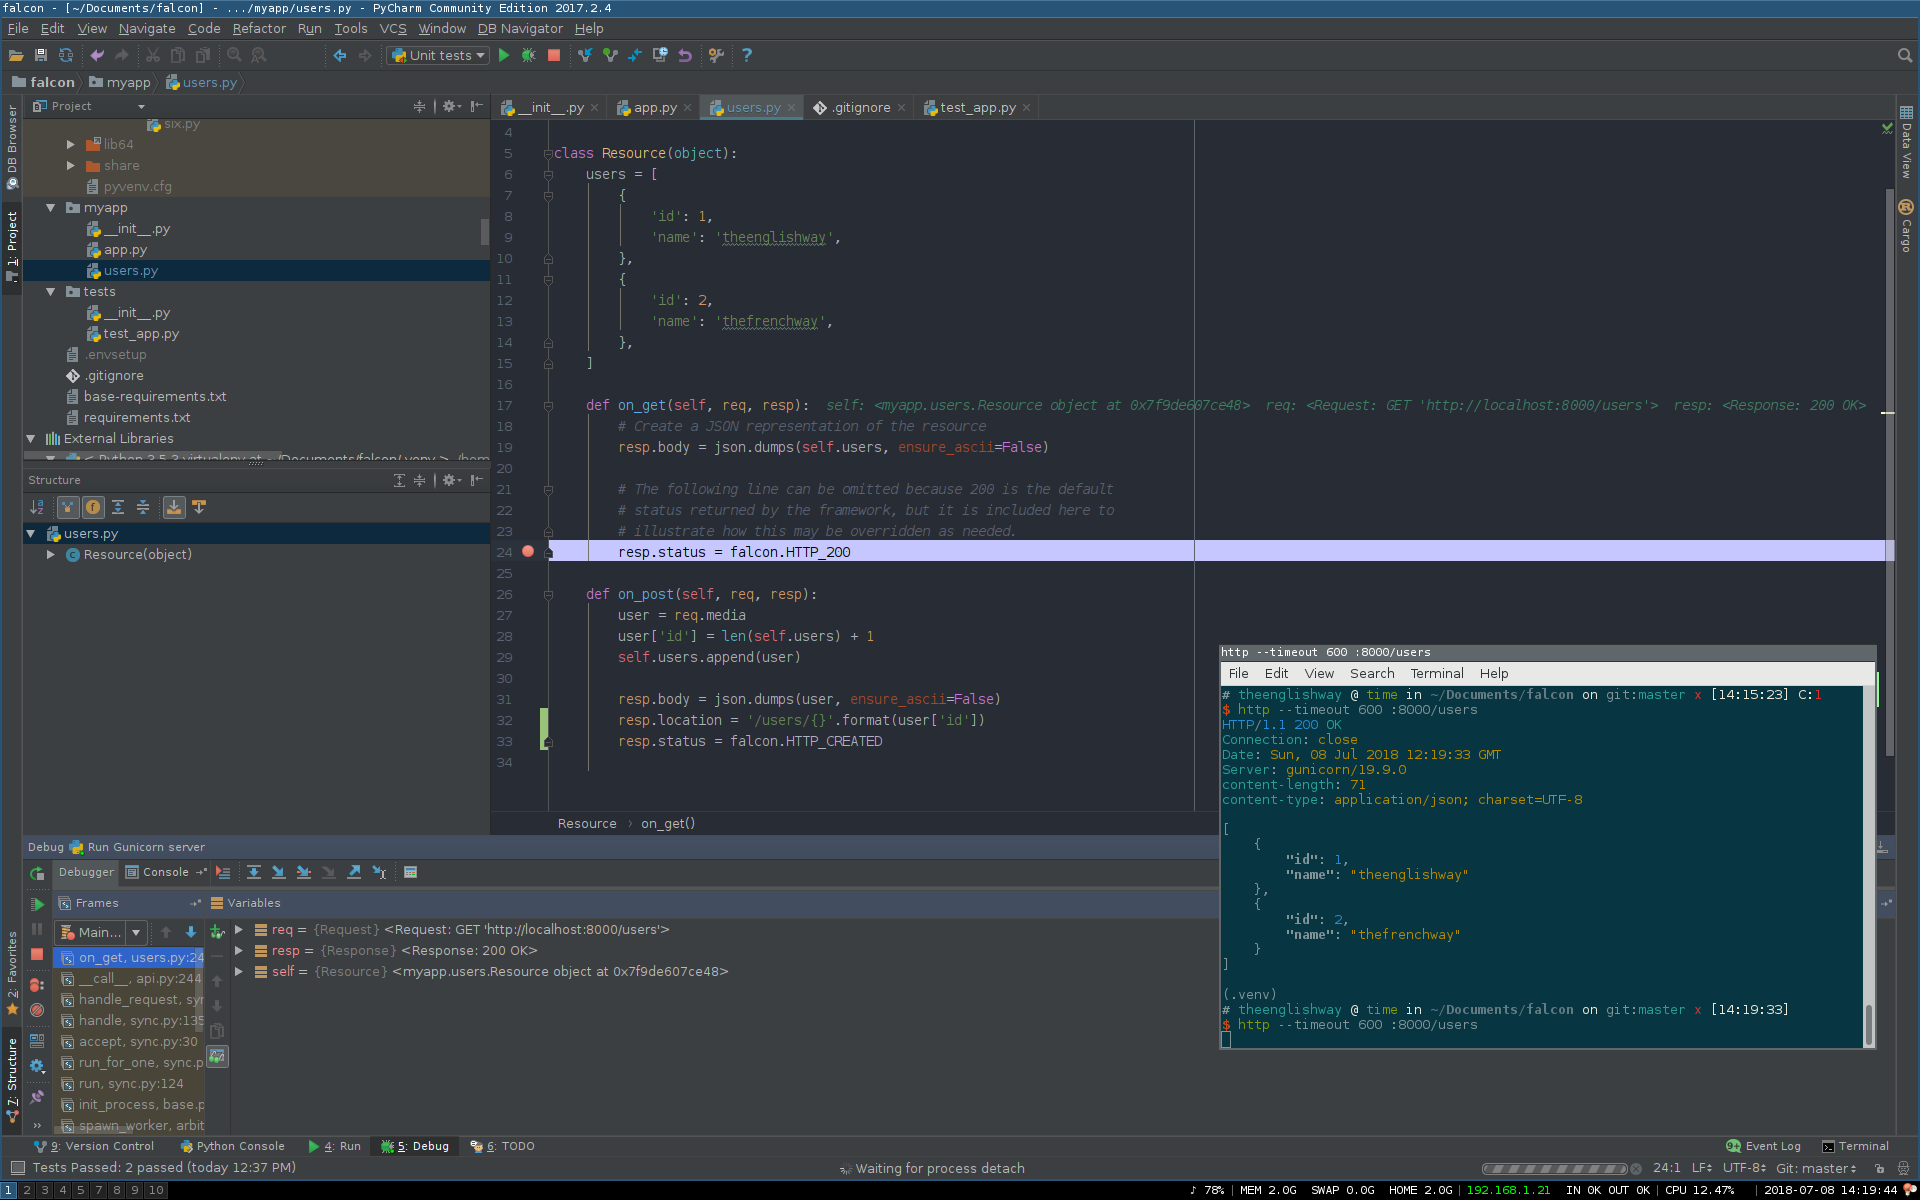 falcon - [~/Documents/falcon] - .../myapp/users.py - PyCharm Community Edition 2017.2.4
File Edit View Navigate Code Refactor Run Tools VCS Window DB Navigator Help
Unit tests
falcon myapp users.py
Project
__init__.py app.py users.py .gitignore test_app.py
DB Browser
1: Project
2: Favorites
7: Structure
Data View
Cargo
six.py
lib64
share
pyvenv.cfg
myapp
__init__.py
app.py
users.py
tests
__init__.py
test_app.py
.envsetup
.gitignore
base-requirements.txt
requirements.txt
External Libraries
< Python 3.5.3 virtualenv at ~/Documents/falcon/.venv >
Structure
users.py
Resource(object)
4
5 class Resource(object):
6 users = [
7 {
8 'id': 1,
9 'name': 'theenglishway',
10 },
11 {
12 'id': 2,
13 'name': 'thefrenchway',
14 },
15 ]
16
17 def on_get(self, req, resp): self: <myapp.users.Resource object at 0x7f9de607ce48> req: <Request: GET 'http://localhost:8000/users'> resp: <Response: 200 OK>
18 # Create a JSON representation of the resource
19 resp.body = json.dumps(self.users, ensure_ascii=False)
20
21 # The following line can be omitted because 200 is the default
22 # status returned by the framework, but it is included here to
23 # illustrate how this may be overridden as needed.
24 resp.status = falcon.HTTP_200
25
26 def on_post(self, req, resp):
27 user = req.media
28 user['id'] = len(self.users) + 1
29 self.users.append(user)
30
31 resp.body = json.dumps(user, ensure_ascii=False)
32 resp.location = '/users/{}'.format(user['id'])
33 resp.status = falcon.HTTP_CREATED
34
Resource › on_get()
http --timeout 600 :8000/users
File Edit View Search Terminal Help
# theenglishway @ time in ~/Documents/falcon on git:master x [14:15:23] C:1
$ http --timeout 600 :8000/users
HTTP/1.1 200 OK
Connection: close
Date: Sun, 08 Jul 2018 12:19:33 GMT
Server: gunicorn/19.9.0
content-length: 71
content-type: application/json; charset=UTF-8
[
{
"id": 1,
"name": "theenglishway"
},
{
"id": 2,
"name": "thefrenchway"
}
]
(.venv)
# theenglishway @ time in ~/Documents/falcon on git:master x [14:19:33]
$ http --timeout 600 :8000/users
Debug Run Gunicorn server
Debugger Console
Frames Variables
Main...
on_get, users.py:24
__call__, api.py:244
handle_request, syn
handle, sync.py:135
accept, sync.py:30
run_for_one, sync.p
run, sync.py:124
init_process, base.p
spawn_worker, arbit
req = {Request} <Request: GET 'http://localhost:8000/users'>
resp = {Response} <Response: 200 OK>
self = {Resource} <myapp.users.Resource object at 0x7f9de607ce48>
9: Version Control Python Console 4: Run 5: Debug 6: TODO Event Log Terminal
Tests Passed: 2 passed (today 12:37 PM) Waiting for process detach 24:1 LF UTF-8 Git: master
1 2 3 4 5 7 8 9 10 ♪ 78% | MEM 2.0G SWAP 0.0G HOME 2.0G | 192.168.1.21 IN 0K OUT 0K | CPU 12.47% | 2018-07-08 14:19:44